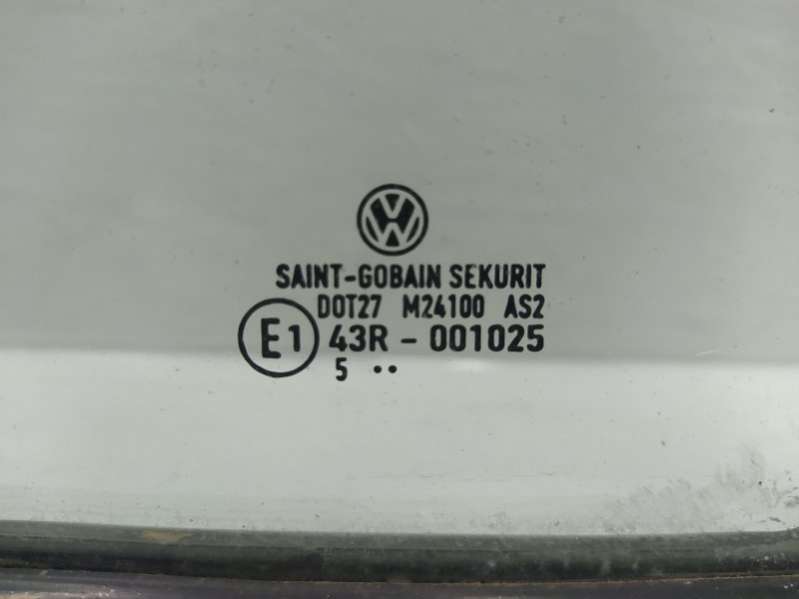 SAINT-GOBAIN SEKURIT
DOT27 M24100 AS2
E1 43R - 001025
5 ••